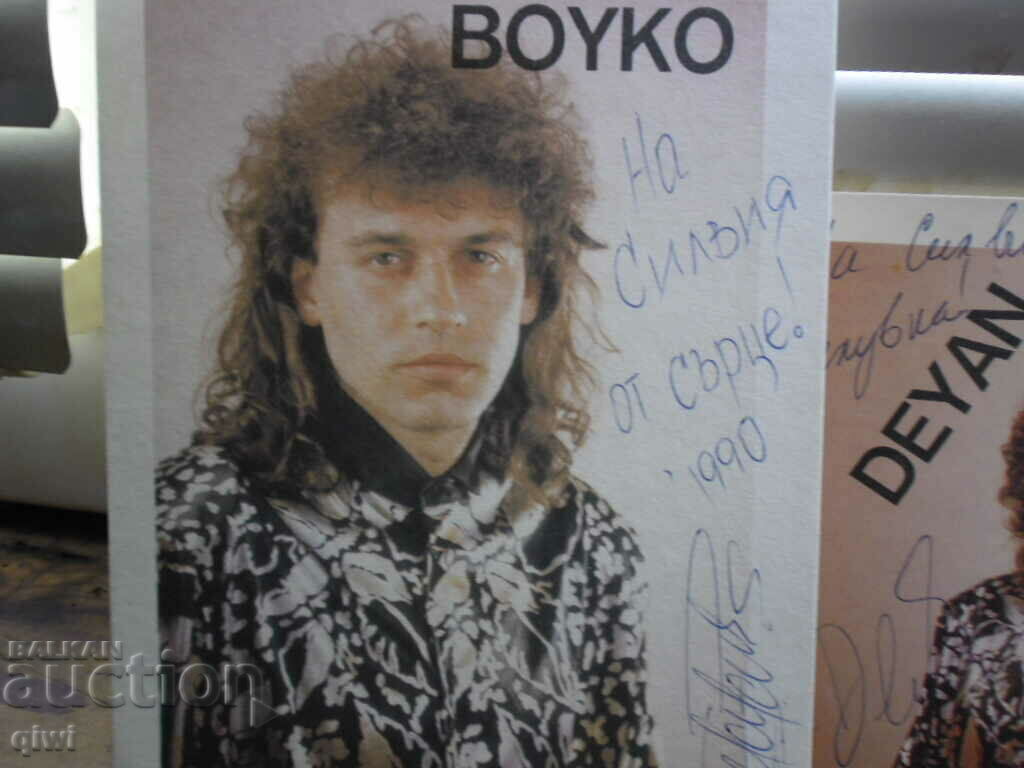 BOYKO
На
Силвия
от сърце!
1990
DEYAN
BALKAN
auction
qiwi